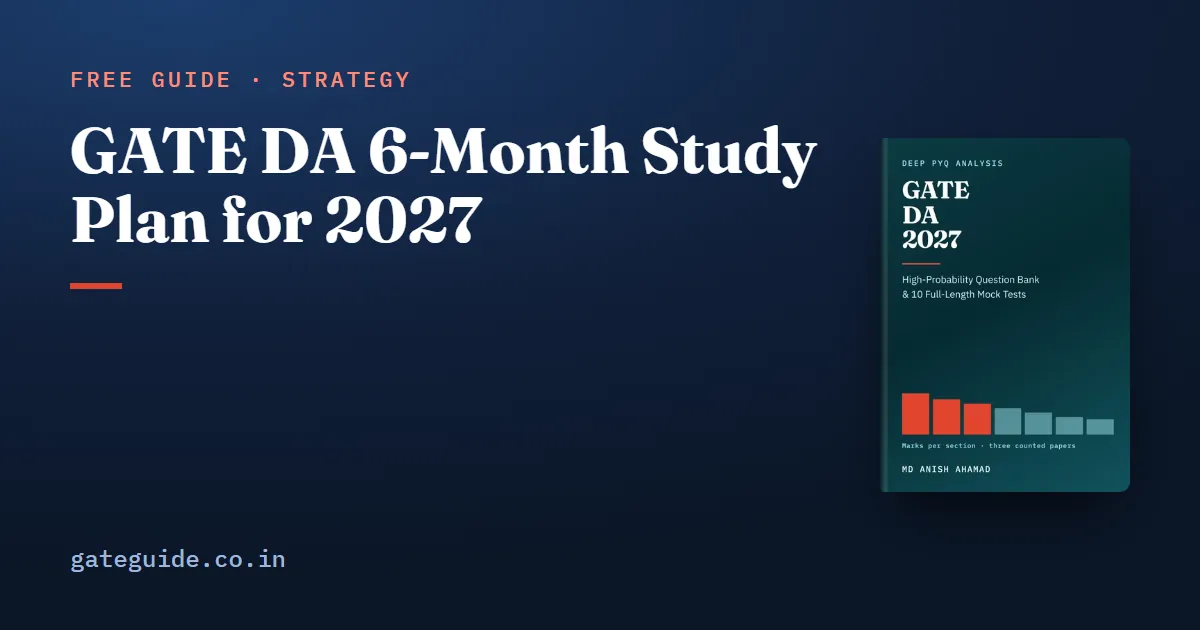 FREE GUIDE · STRATEGY
GATE DA 6-Month Study
Plan for 2027
gateguide.co.in
DEEP PYQ ANALYSIS
GATE
DA
2027
High-Probability Question Bank
& 10 Full-Length Mock Tests
Marks per section · three counted papers
MD ANISH AHAMAD